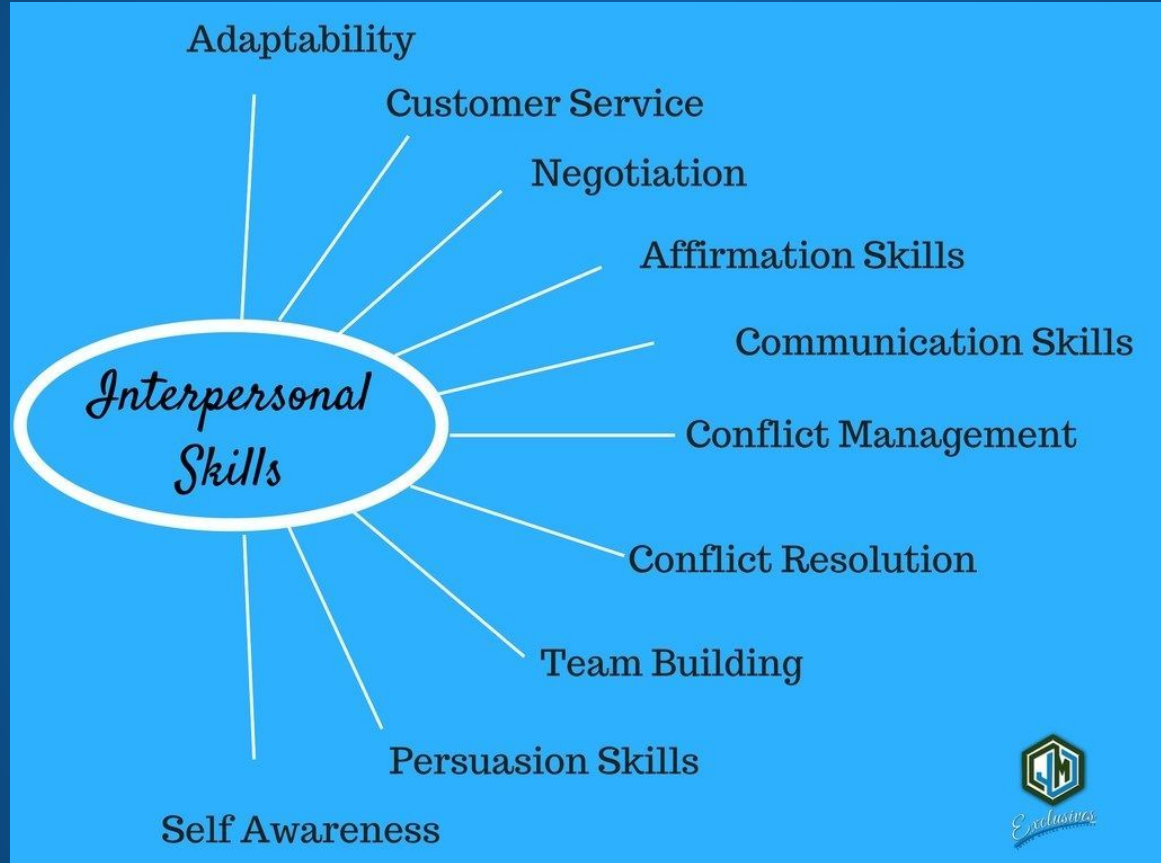 Adaptability
Customer Service
Negotiation
Affirmation Skills
Communication Skills
Interpersonal
Skills
Conflict Management
Conflict Resolution
Team Building
Persuasion Skills
Self Awareness
JM
Exclusives